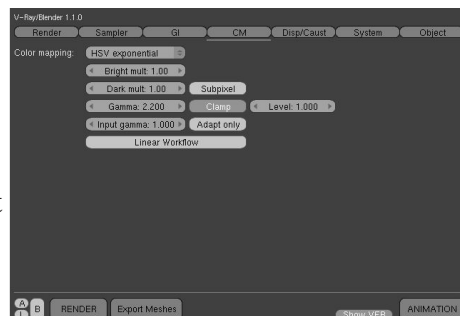 V-Ray/Blender 1.1.0
Render Sampler GI CM Disp/Caust System Object
Color mapping: HSV exponential
Bright mult: 1.00
Dark mult: 1.00 Subpixel
Gamma: 2.200 Clamp Level: 1.000
Input gamma: 1.000 Adapt only
Linear Workflow
t
A
B RENDER Export Meshes Show VFB ANIMATION
L